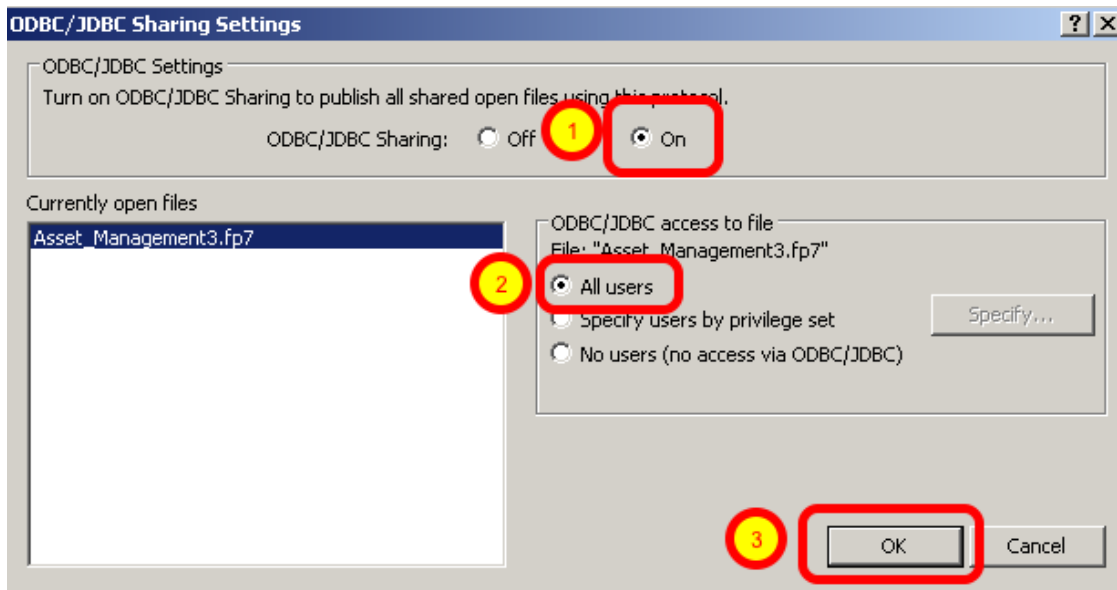 ODBC/JDBC Sharing Settings
ODBC/JDBC Settings
Turn on ODBC/JDBC Sharing to publish all shared open files using this protocol.
ODBC/JDBC Sharing: Off 1 On
Currently open files
Asset_Management3.fp7
ODBC/JDBC access to file
File: "Asset_Management3.fp7"
2 All users
Specify users by privilege set
Specify...
No users (no access via ODBC/JDBC)
3 OK Cancel